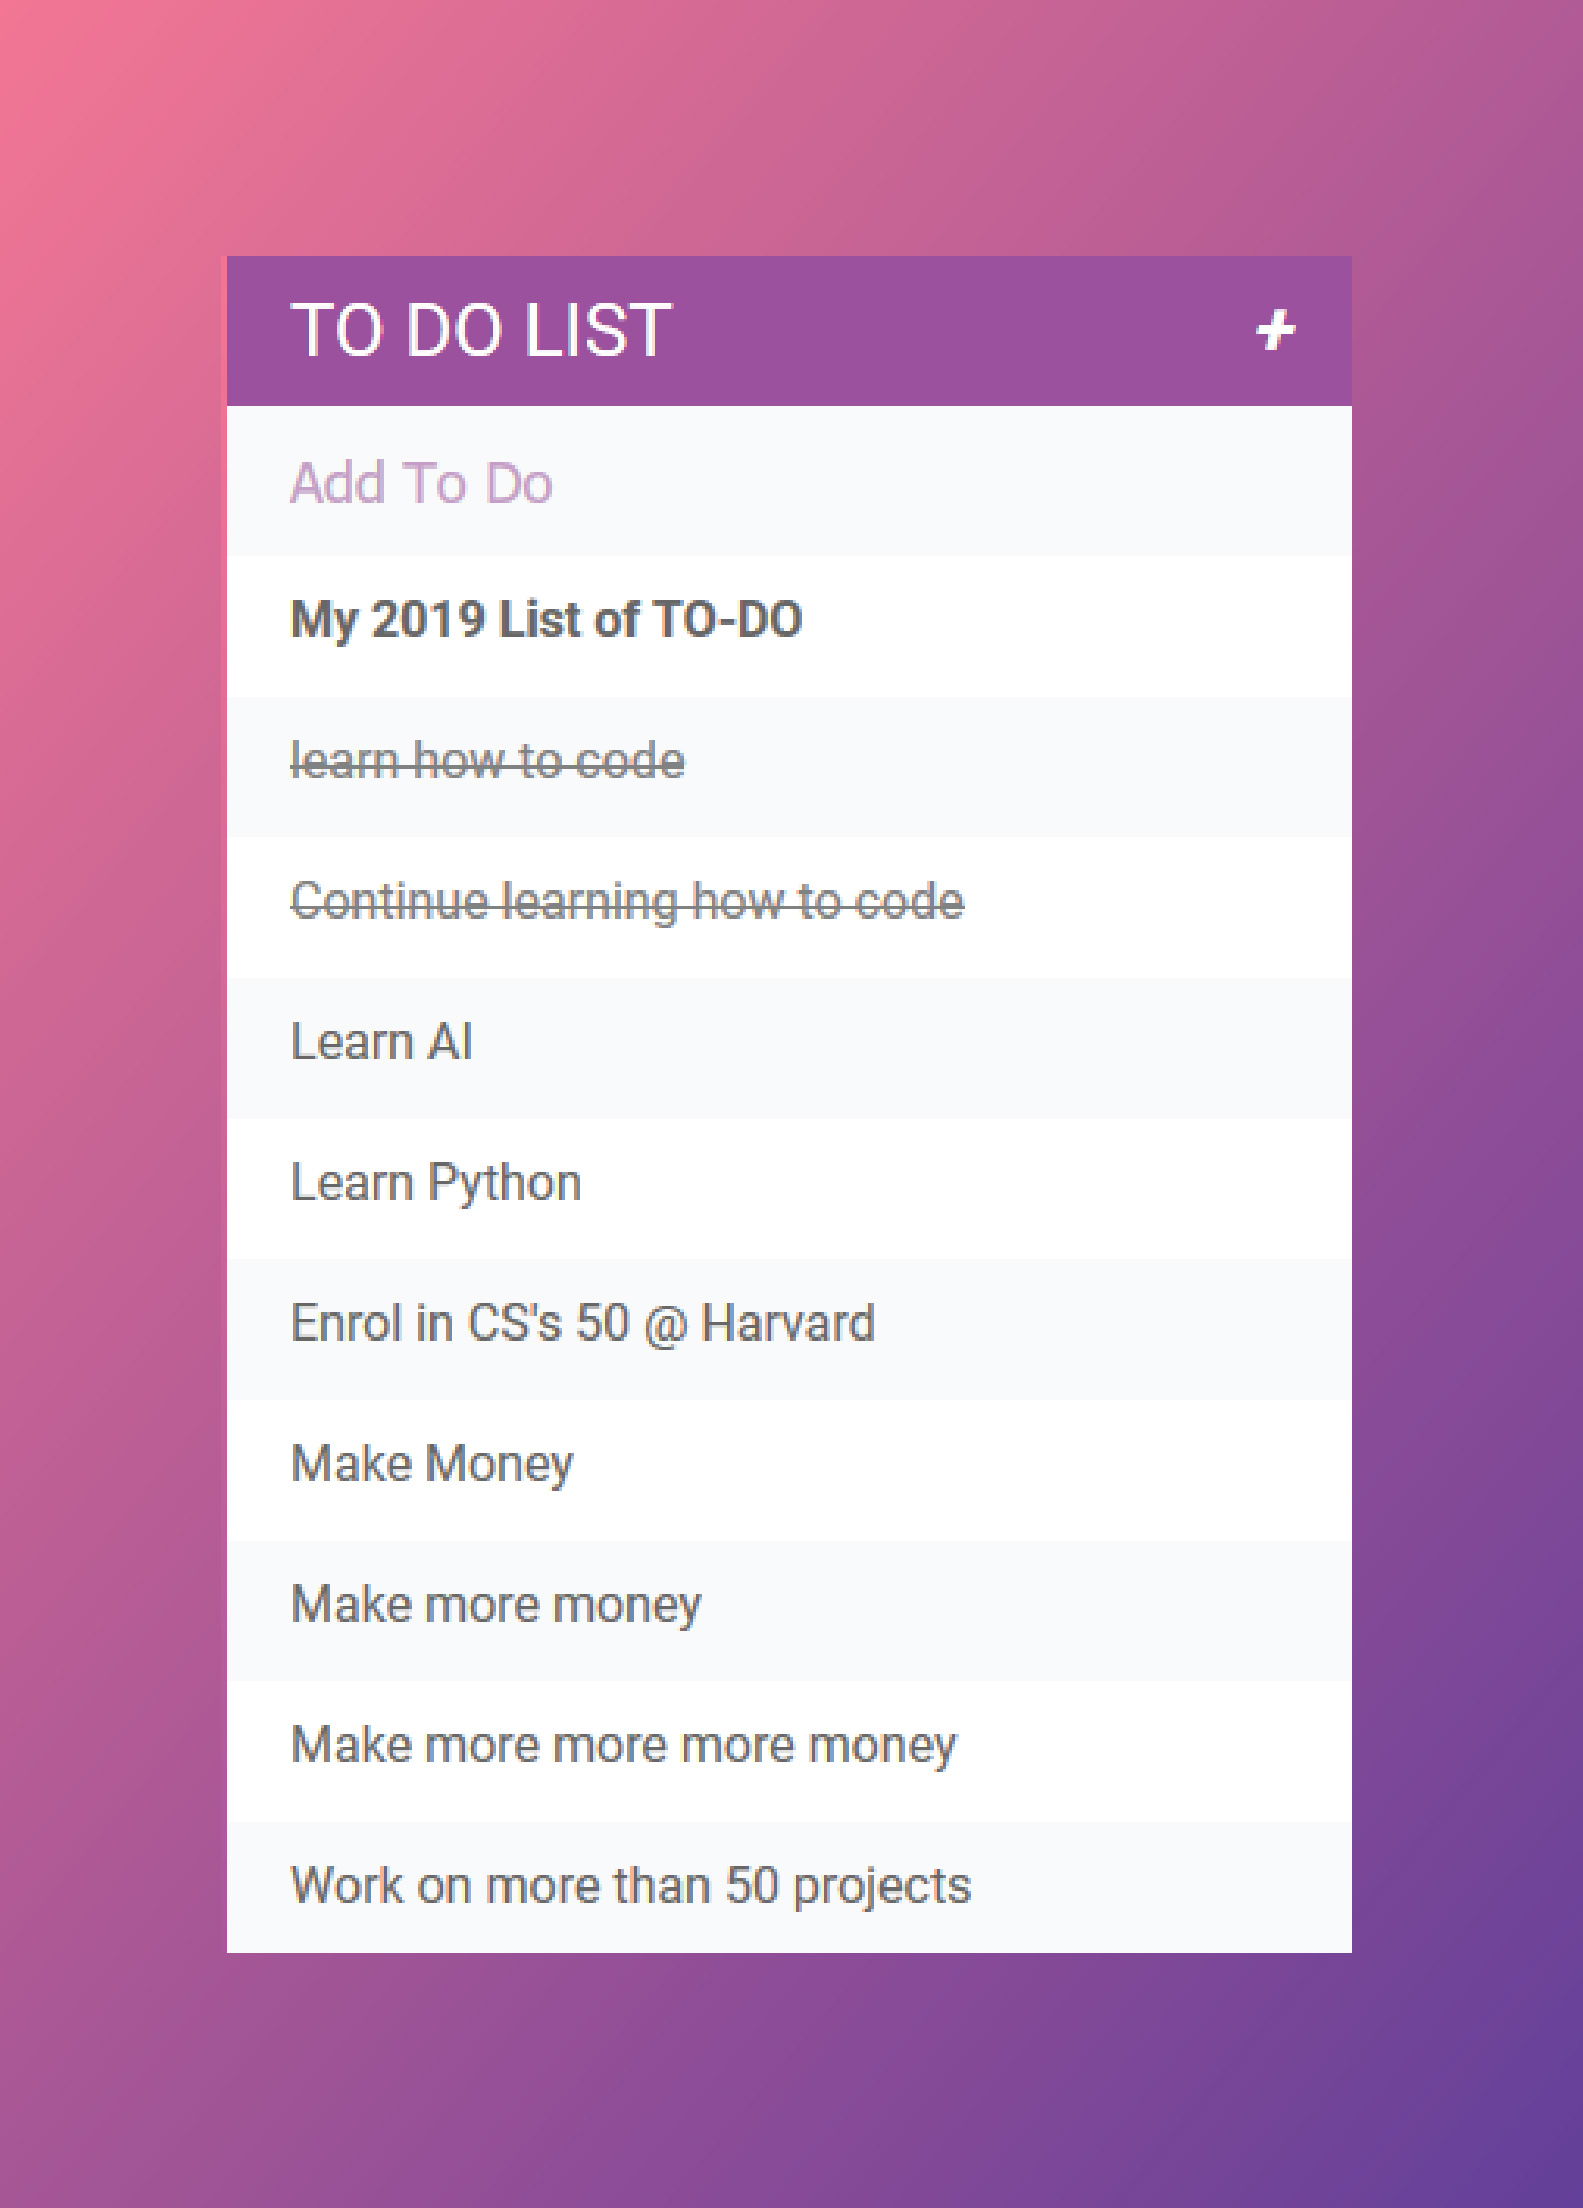 TO DO LIST +
Add To Do
My 2019 List of TO-DO
learn how to code
Continue learning how to code
Learn AI
Learn Python
Enrol in CS's 50 @ Harvard
Make Money
Make more money
Make more more more money
Work on more than 50 projects